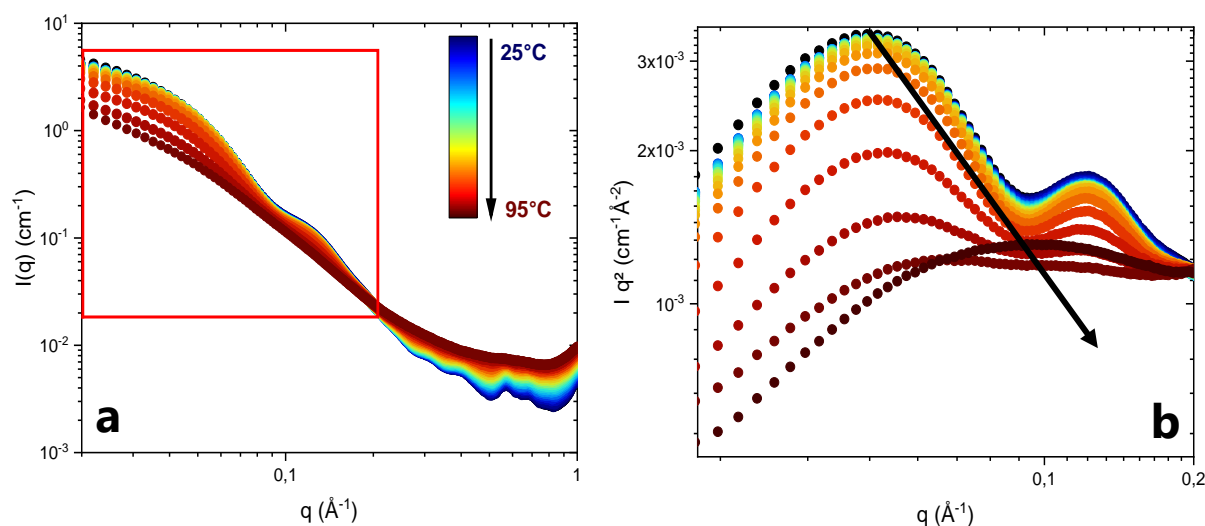 10¹
10⁰
10⁻¹
10⁻²
10⁻³
I(q) (cm⁻¹)
25°C
95°C
a
0,1
1
q (Å⁻¹)
3x10⁻³
2x10⁻³
10⁻³
I q² (cm⁻¹ Å⁻²)
b
0,1
0,2
q (Å⁻¹)